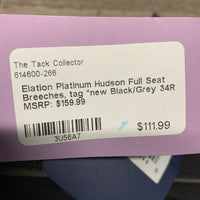 The Tack Collector
614600-266
Elation Platinum Hudson Full Seat
Breeches, tag *new Black/Grey 34R
MSRP: $159.99
$111.99
3U56A7